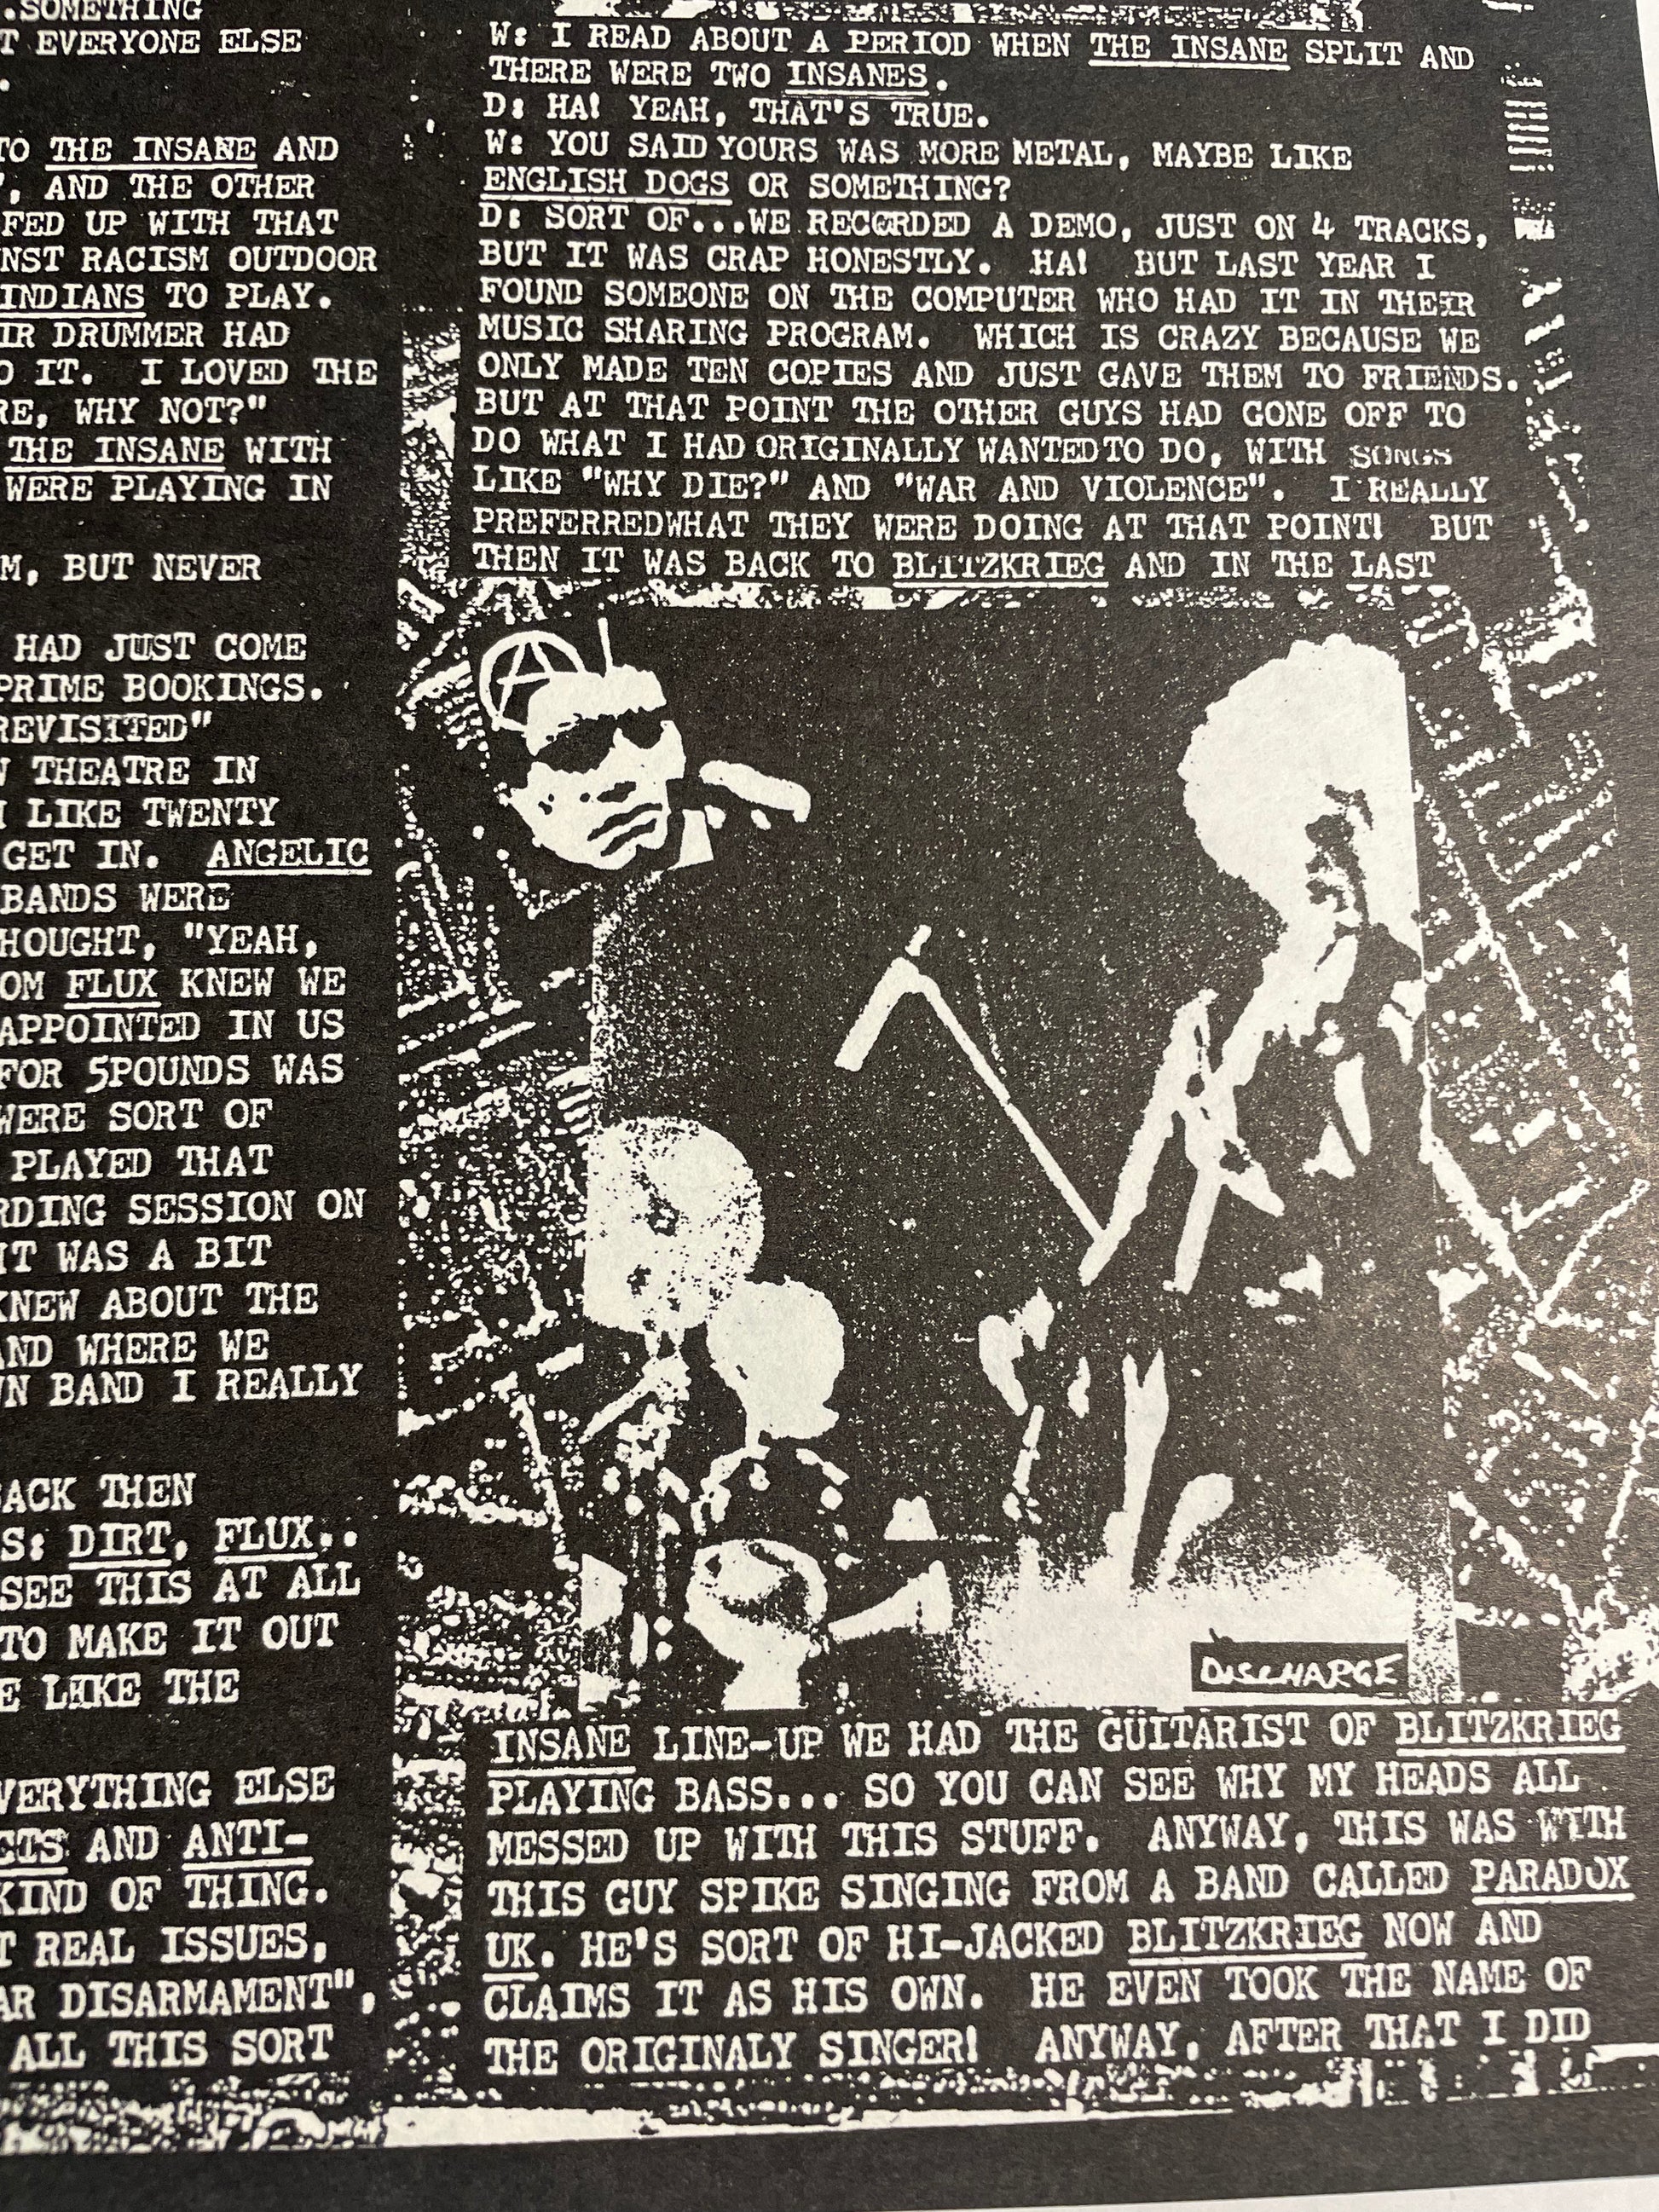 .SOMETHING
T EVERYONE ELSE
.
TO THE INSANE AND
", AND THE OTHER
FED UP WITH THAT
NST RACISM OUTDOOR
INDIANS TO PLAY.
IR DRUMMER HAD
O IT. I LOVED THE
RE, WHY NOT?"
THE INSANE WITH
WERE PLAYING IN
M, BUT NEVER
HAD JUST COME
PRIME BOOKINGS.
REVISITED"
W THEATRE IN
LIKE TWENTY
GET IN. ANGELIC
BANDS WERE
HOUGHT, "YEAH,
OM FLUX KNEW WE
APPOINTED IN US
FOR 5POUNDS WAS
WERE SORT OF
PLAYED THAT
RDING SESSION ON
IT WAS A BIT
KNEW ABOUT THE
AND WHERE WE
WN BAND I REALLY
BACK THEN
S: DIRT, FLUX..
SEE THIS AT ALL
TO MAKE IT OUT
E LIKE THE
VERYTHING ELSE
CTS AND ANTI-
KIND OF THING.
T REAL ISSUES,
AR DISARMAMENT",
ALL THIS SORT
W: I READ ABOUT A PERIOD WHEN THE INSANE SPLIT AND
THERE WERE TWO INSANES.
D: HA! YEAH, THAT'S TRUE.
W: YOU SAID YOURS WAS MORE METAL, MAYBE LIKE
ENGLISH DOGS OR SOMETHING?
D: SORT OF...WE RECORDED A DEMO, JUST ON 4 TRACKS,
BUT IT WAS CRAP HONESTLY. HA! BUT LAST YEAR I
FOUND SOMEONE ON THE COMPUTER WHO HAD IT IN THEIR
MUSIC SHARING PROGRAM. WHICH IS CRAZY BECAUSE WE
ONLY MADE TEN COPIES AND JUST GAVE THEM TO FRIENDS.
BUT AT THAT POINT THE OTHER GUYS HAD GONE OFF TO
DO WHAT I HAD ORIGINALLY WANTED TO DO, WITH SONGS
LIKE "WHY DIE?" AND "WAR AND VIOLENCE". I REALLY
PREFERREDWHAT THEY WERE DOING AT THAT POINT! BUT
THEN IT WAS BACK TO BLITZKRIEG AND IN THE LAST
DISCHARGE
INSANE LINE-UP WE HAD THE GUITARIST OF BLITZKRIEG
PLAYING BASS... SO YOU CAN SEE WHY MY HEADS ALL
MESSED UP WITH THIS STUFF. ANYWAY, THIS WAS WITH
THIS GUY SPIKE SINGING FROM A BAND CALLED PARADOX
UK. HE'S SORT OF HI-JACKED BLITZKRIEG NOW AND
CLAIMS IT AS HIS OWN. HE EVEN TOOK THE NAME OF
THE ORIGINALY SINGER! ANYWAY, AFTER THAT I DID